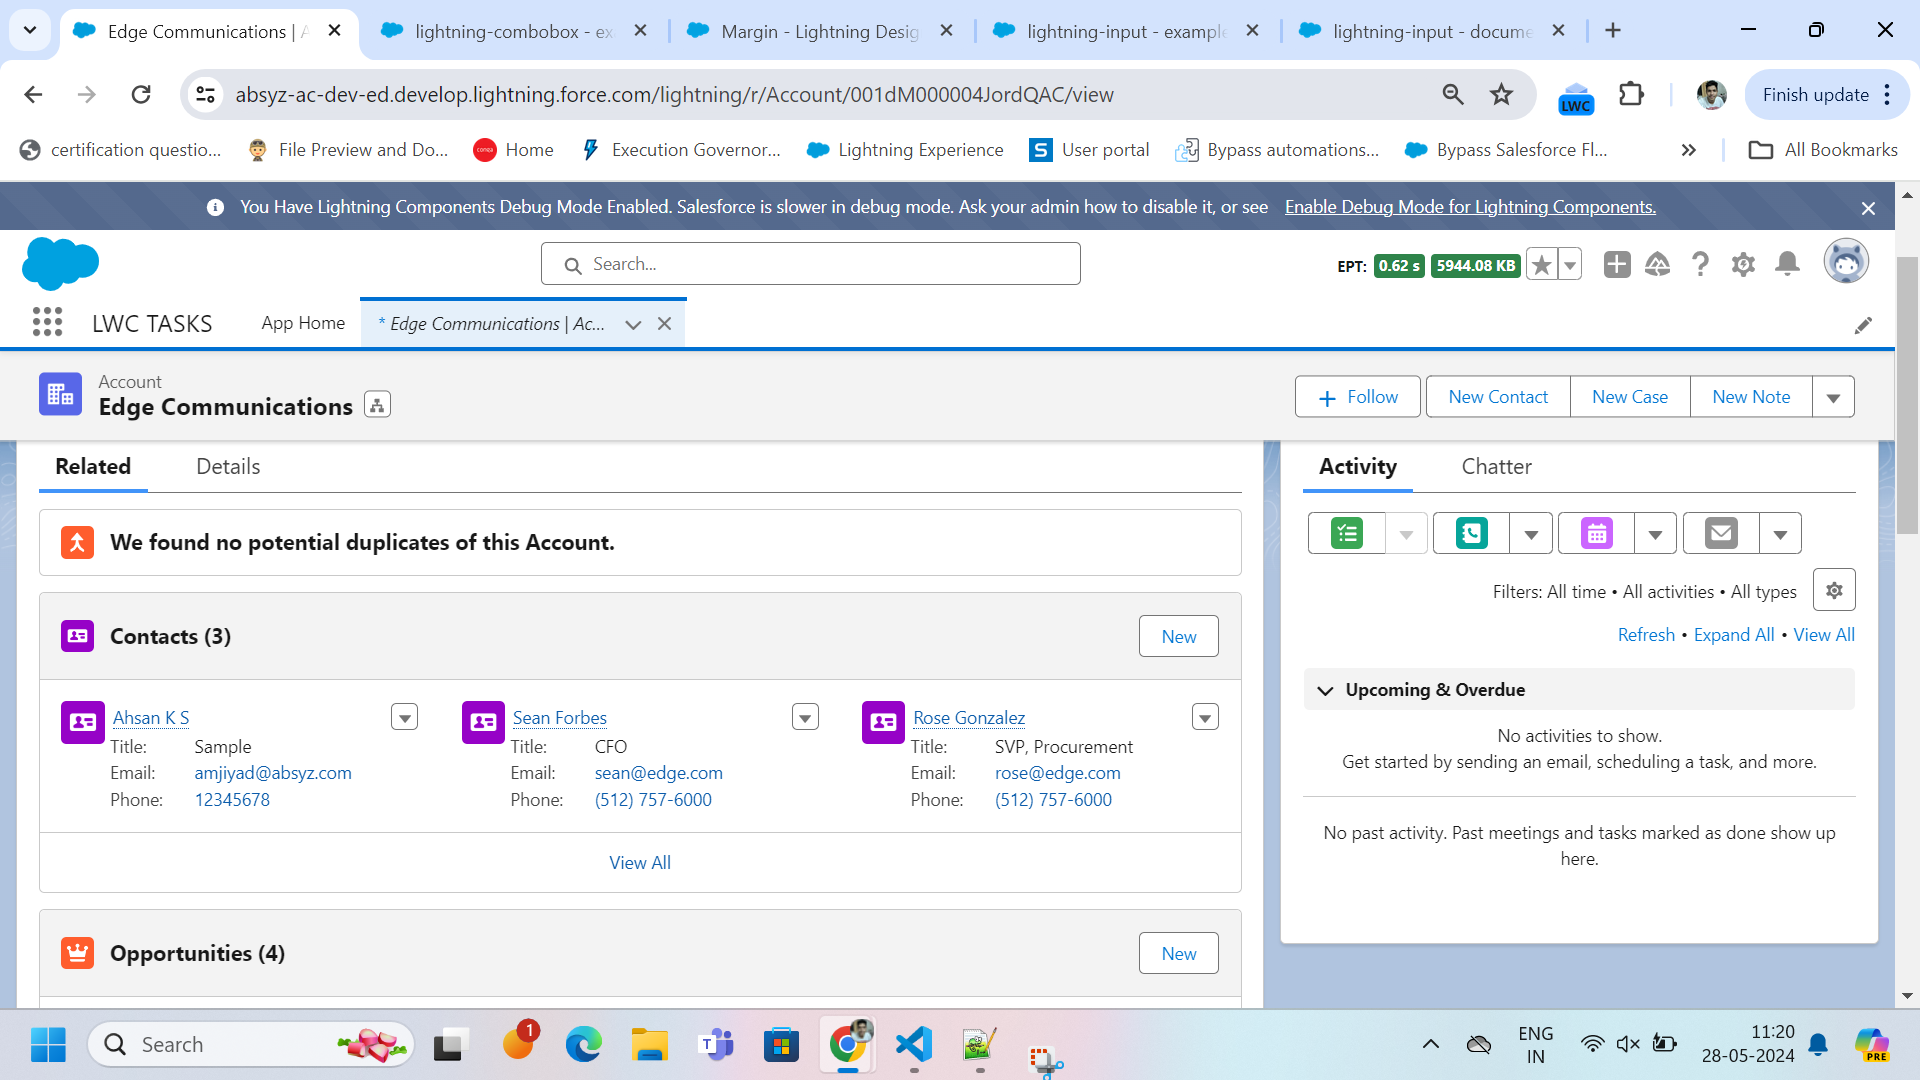 Edge Communications | A
lightning-combobox - ex
Margin - Lightning Desig
lightning-input - example
lightning-input - docume
absyz-ac-dev-ed.develop.lightning.force.com/lightning/r/Account/001dM000004JordQAC/view
LWC
Finish update
certification questio...
File Preview and Do...
conga
Home
Execution Governor...
Lightning Experience
S
User portal
Bypass automations...
Bypass Salesforce Fl...
»
All Bookmarks
You Have Lightning Components Debug Mode Enabled. Salesforce is slower in debug mode. Ask your admin how to disable it, or see Enable Debug Mode for Lightning Components.
Search...
EPT: 0.62 s 5944.08 KB
LWC TASKS
App Home
* Edge Communications | Ac...
Account
Edge Communications
Follow
New Contact
New Case
New Note
Related
Details
Activity
Chatter
We found no potential duplicates of this Account.
Filters: All time • All activities • All types
Refresh • Expand All • View All
Contacts (3)
New
Upcoming & Overdue
No activities to show.
Get started by sending an email, scheduling a task, and more.
No past activity. Past meetings and tasks marked as done show up
here.
Ahsan K S
Title: Sample
Email: amjiyad@absyz.com
Phone: 12345678
Sean Forbes
Title: CFO
Email: sean@edge.com
Phone: (512) 757-6000
Rose Gonzalez
Title: SVP, Procurement
Email: rose@edge.com
Phone: (512) 757-6000
View All
Opportunities (4)
New
Search
1
T
ENG
IN
11:20
28-05-2024
PRE